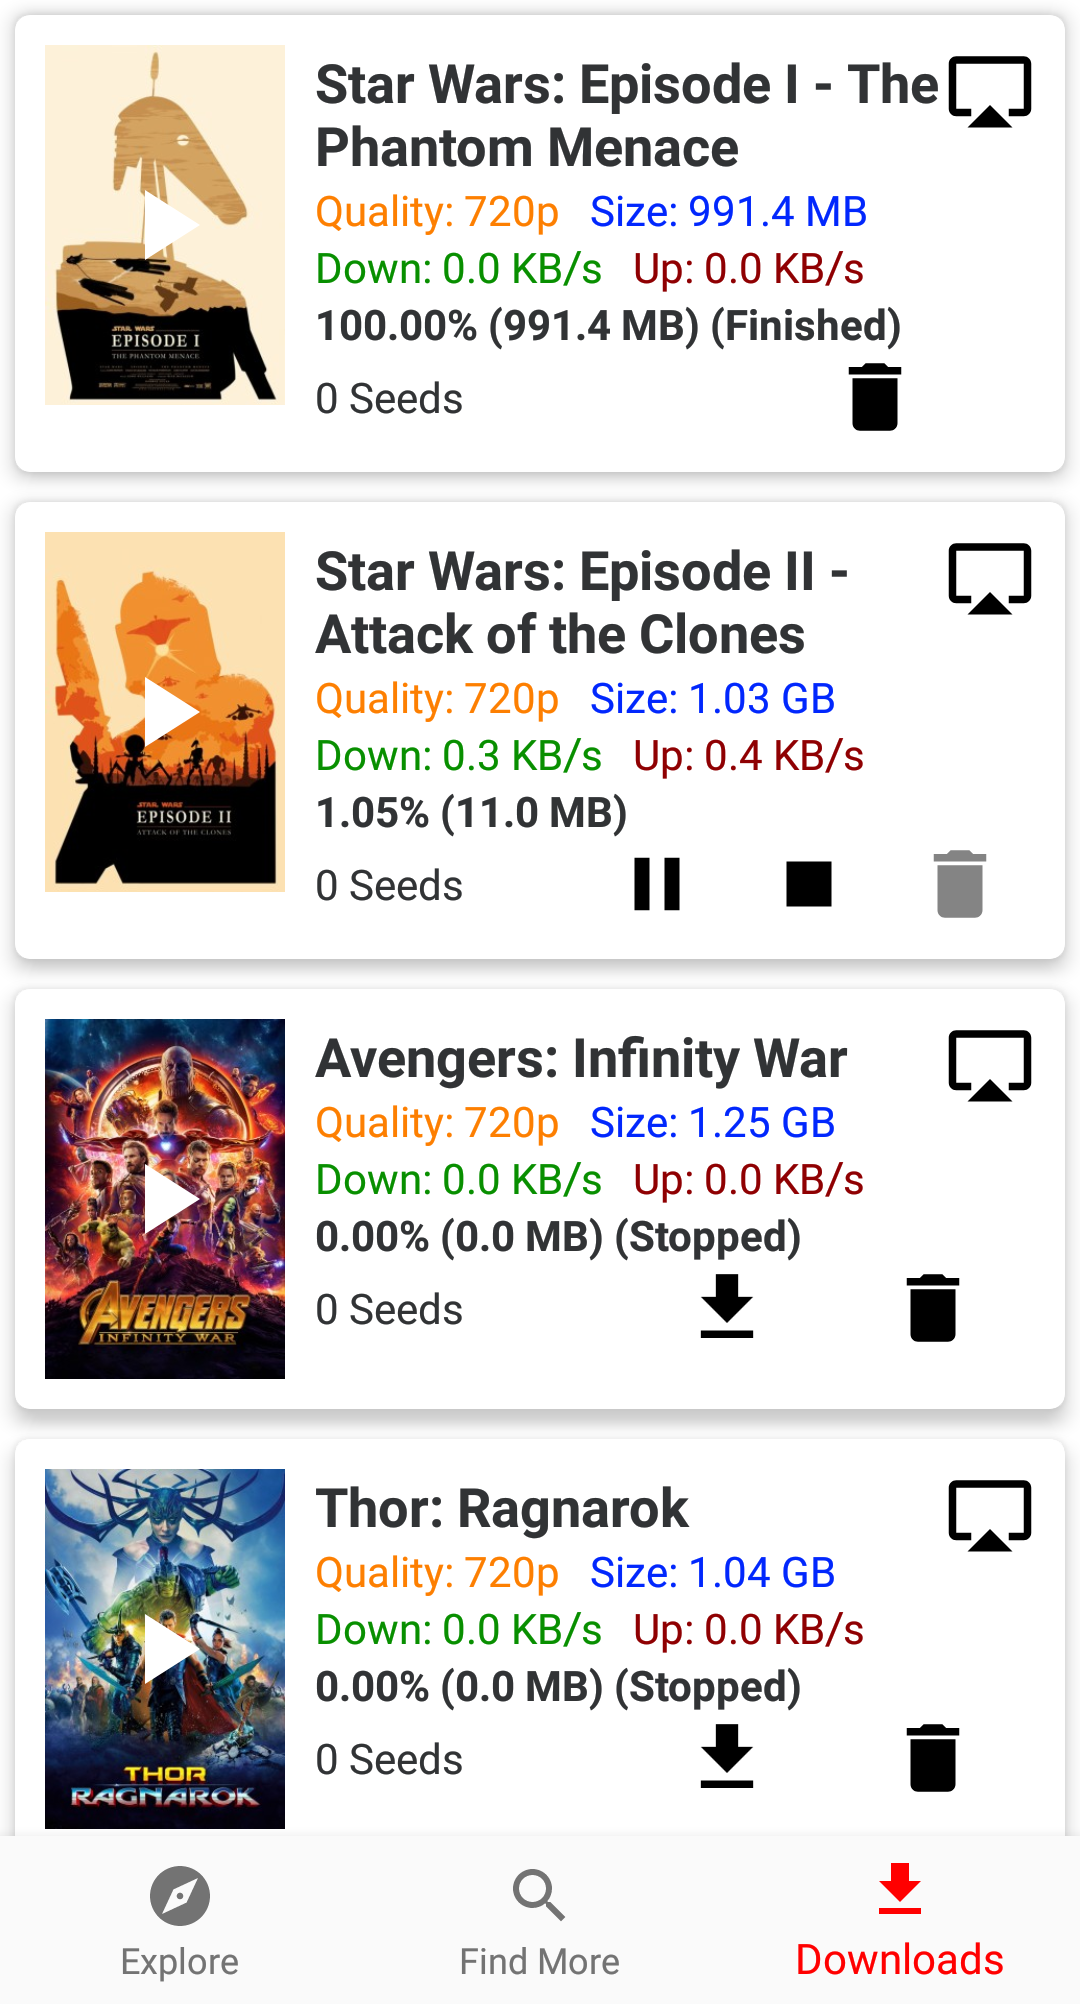 Star Wars: Episode I - The
Phantom Menace
Quality: 720p Size: 991.4 MB
Down: 0.0 KB/s Up: 0.0 KB/s
100.00% (991.4 MB) (Finished)
0 Seeds
STAR WARS
EPISODE I
THE PHANTOM MENACE
Star Wars: Episode II -
Attack of the Clones
Quality: 720p Size: 1.03 GB
Down: 0.3 KB/s Up: 0.4 KB/s
1.05% (11.0 MB)
0 Seeds
STAR WARS
EPISODE II
ATTACK OF THE CLONES
Avengers: Infinity War
Quality: 720p Size: 1.25 GB
Down: 0.0 KB/s Up: 0.0 KB/s
0.00% (0.0 MB) (Stopped)
0 Seeds
AVENGERS
INFINITY WAR
Thor: Ragnarok
Quality: 720p Size: 1.04 GB
Down: 0.0 KB/s Up: 0.0 KB/s
0.00% (0.0 MB) (Stopped)
0 Seeds
THOR
RAGNAROK
Explore
Find More
Downloads